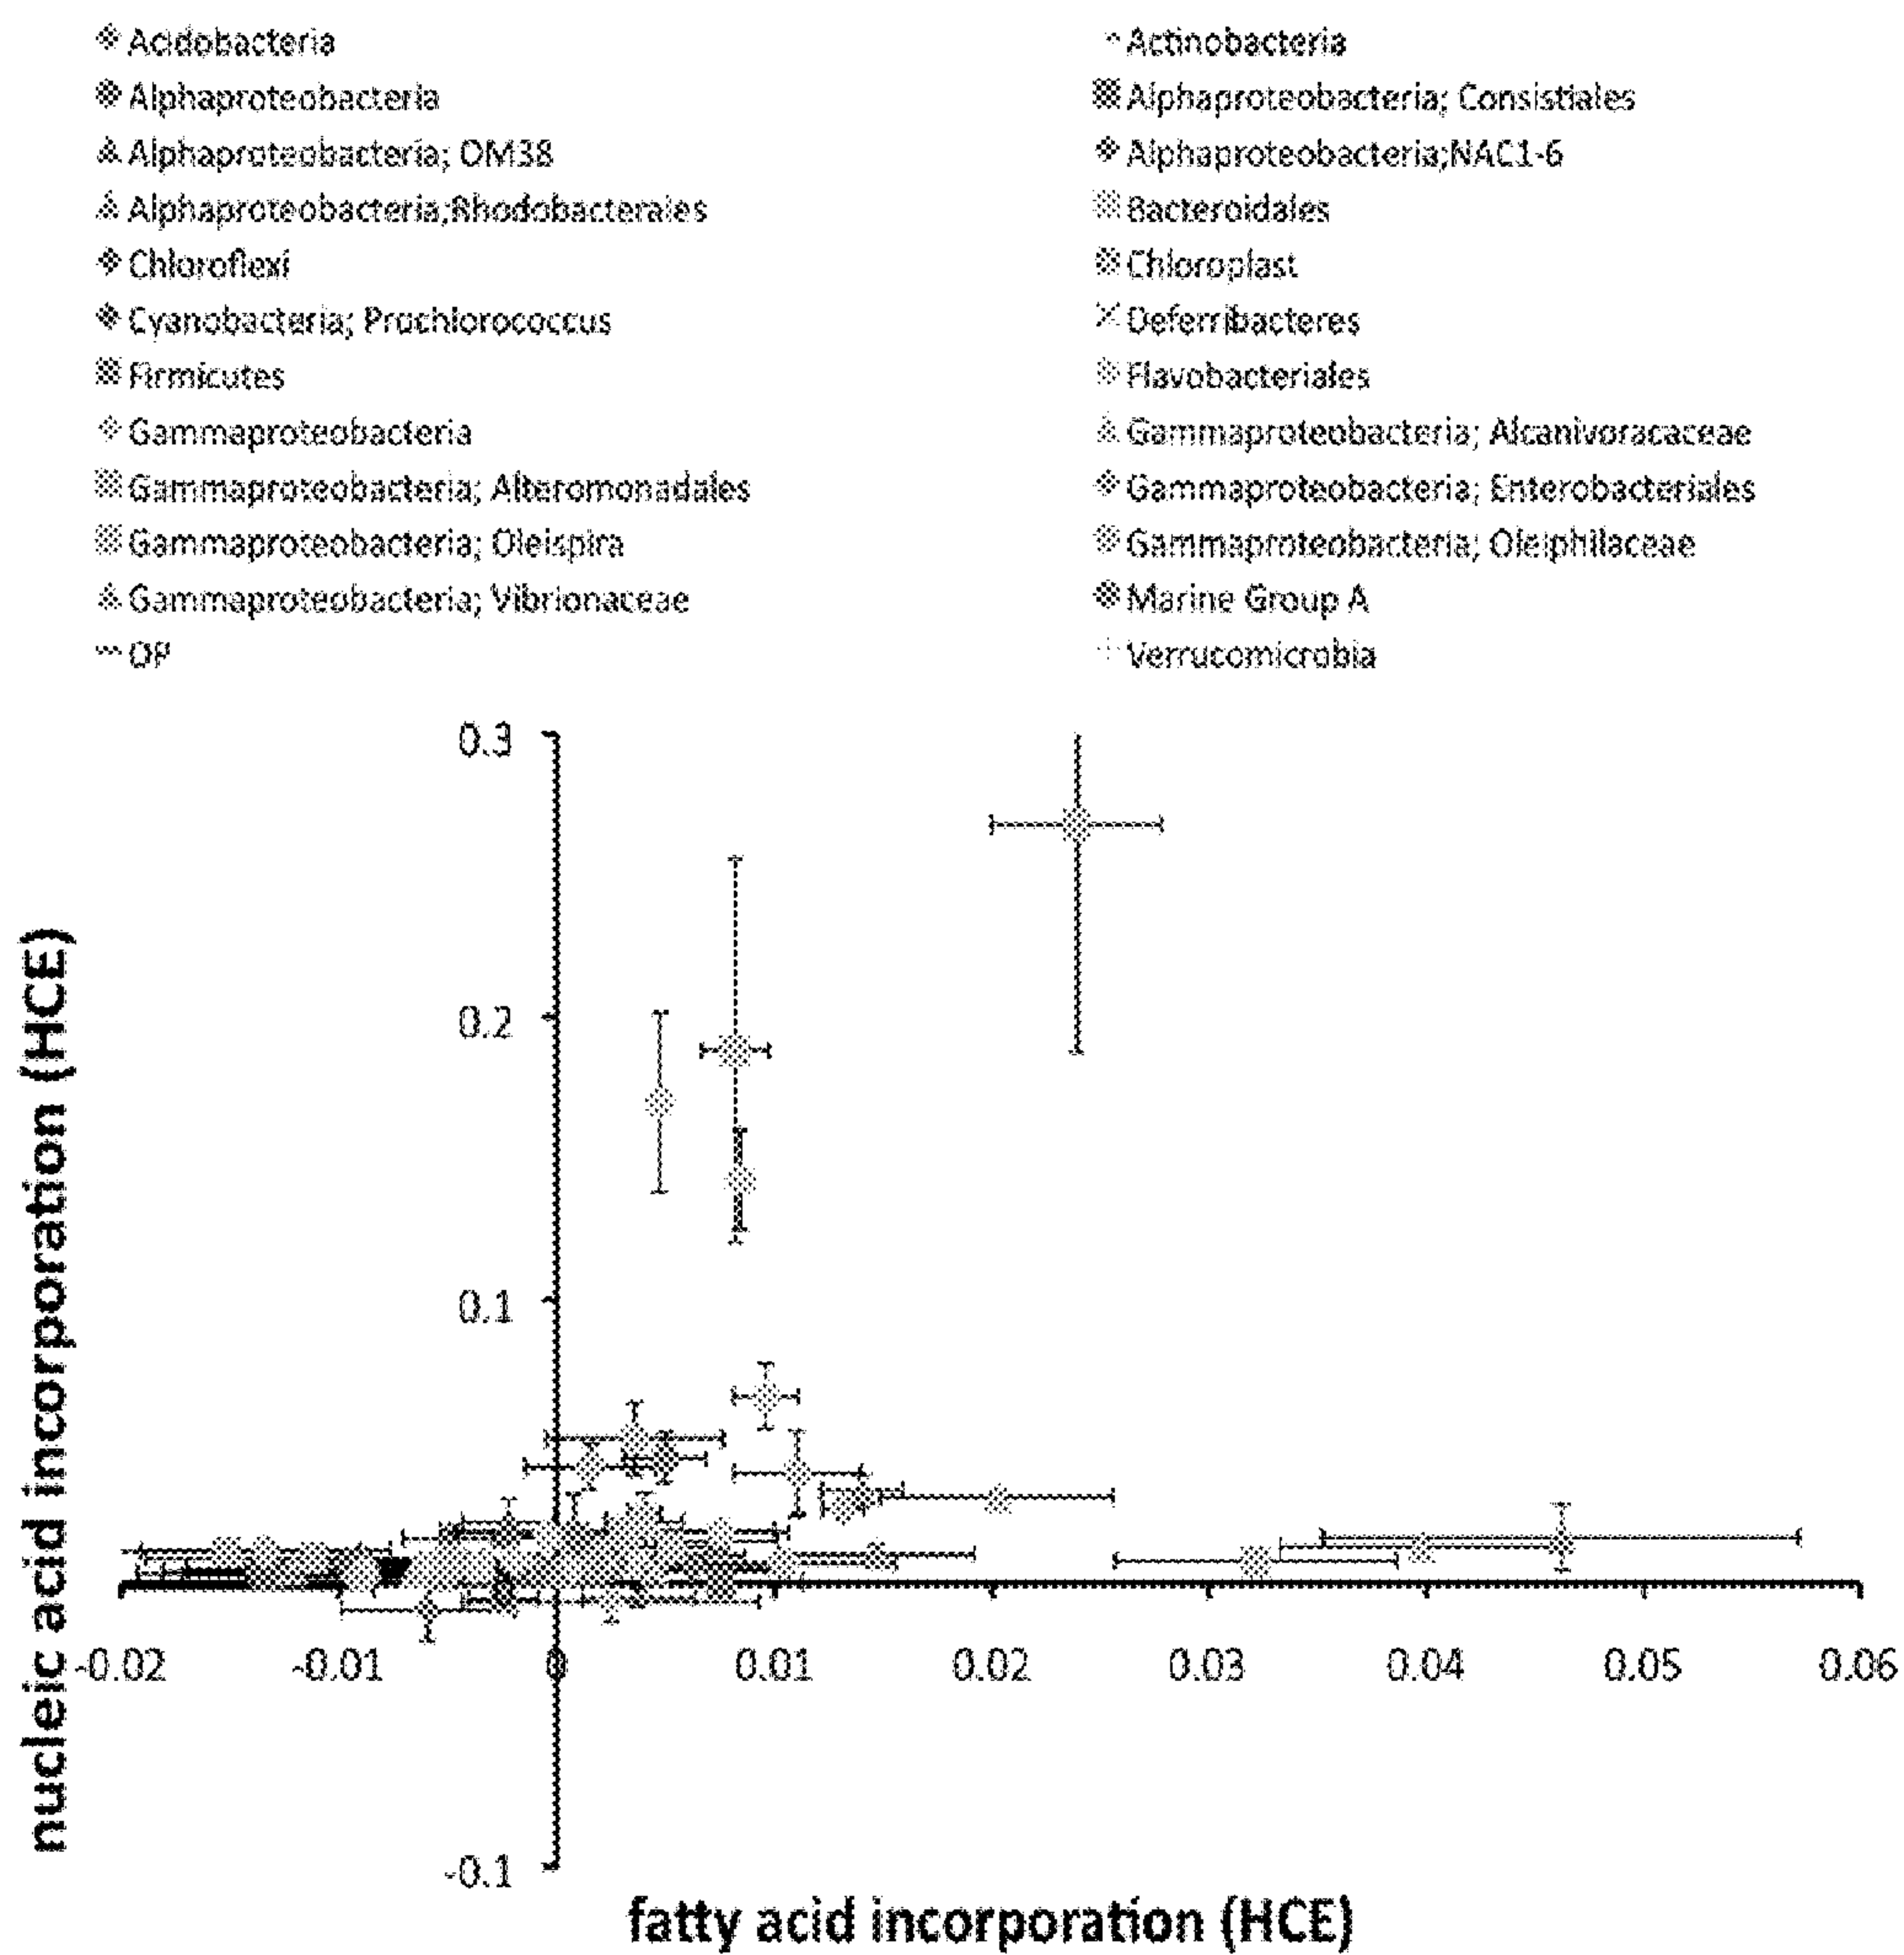 Acidobacteria
Actinobacteria
Alphaproteobacteria
Alphaproteobacteria; Consistiales
Alphaproteobacteria; OM38
Alphaproteobacteria;NAC1-6
Alphaproteobacteria;Rhodobacterales
Bacteroidales
Chloroflexi
Chloroplast
Cyanobacteria; Prochlorococcus
Deferribacteres
Firmicutes
Flavobacteriales
Gammaproteobacteria
Gammaproteobacteria; Alcanivoracaceae
Gammaproteobacteria; Alteromonadales
Gammaproteobacteria; Enterobacteriales
Gammaproteobacteria; Oleispira
Gammaproteobacteria; Oleiphilaceae
Gammaproteobacteria; Vibrionaceae
Marine Group A
OP
Verrucomicrobia
nucleic acid incorporation (HCE)
0.3
0.2
0.1
-0.02 -0.01 0 0.01 0.02 0.03 0.04 0.05 0.06
-0.1
fatty acid incorporation (HCE)